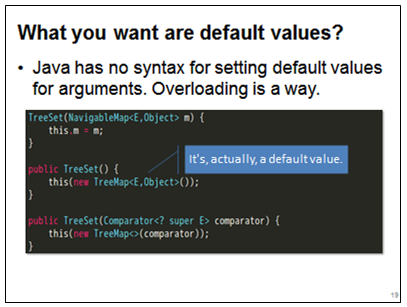 What you want are default values?
• Java has no syntax for setting default values
for arguments. Overloading is a way.
TreeSet(NavigableMap<E,Object> m) {
this.m = m;
}
public TreeSet() {
this(new TreeMap<E,Object>());
}
It's, actually, a default value.
public TreeSet(Comparator<? super E> comparator) {
this(new TreeMap<>(comparator));
}
19